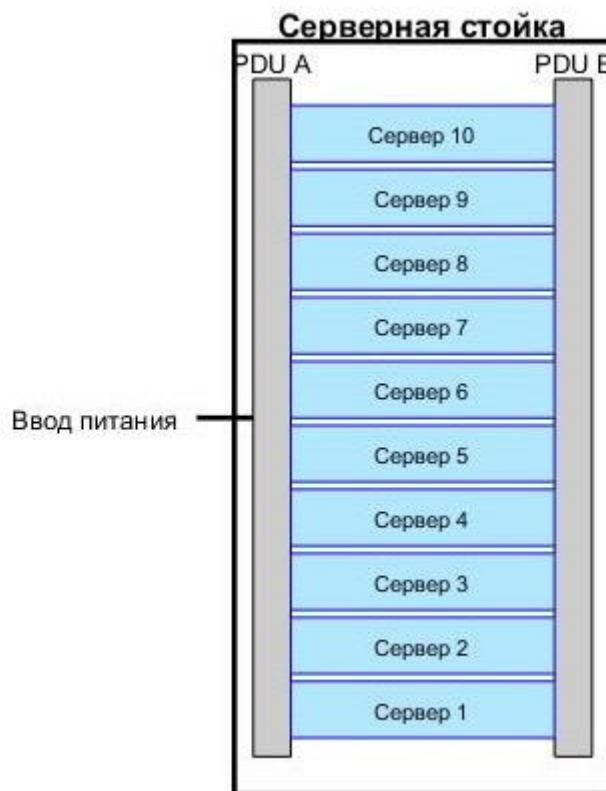 Серверная стойка
PDU A PDU B
Сервер 10
Сервер 9
Сервер 8
Сервер 7
Сервер 6
Ввод питания
Сервер 5
Сервер 4
Сервер 3
Сервер 2
Сервер 1